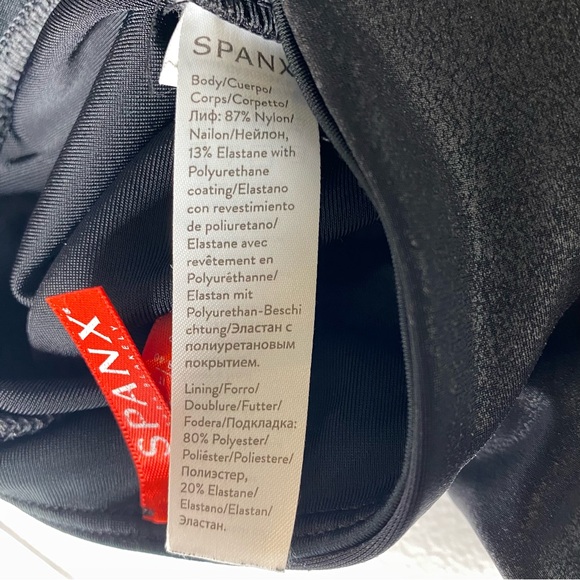 SPANX
Body/Cuerpo/
Corps/Corpetto/
Лиф: 87% Nylon/
Nailon/Нейлон,
13% Elastane with
Polyurethane
coating/Elastano
con revestimiento
de poliuretano/
Elastane avec
revêtement en
Polyuréthanne/
Elastan mit
Polyurethan-Beschi
chtung/Эластан с
полиуретановым
покрытием.
Lining/Forro/
Doublure/Futter/
Fodera/Подкладка:
80% Polyester/
Poliéster/Poliestere/
Полиэстер,
20% Elastane/
Elastano/Elastan/
Эластан.
SPANX
SPANX